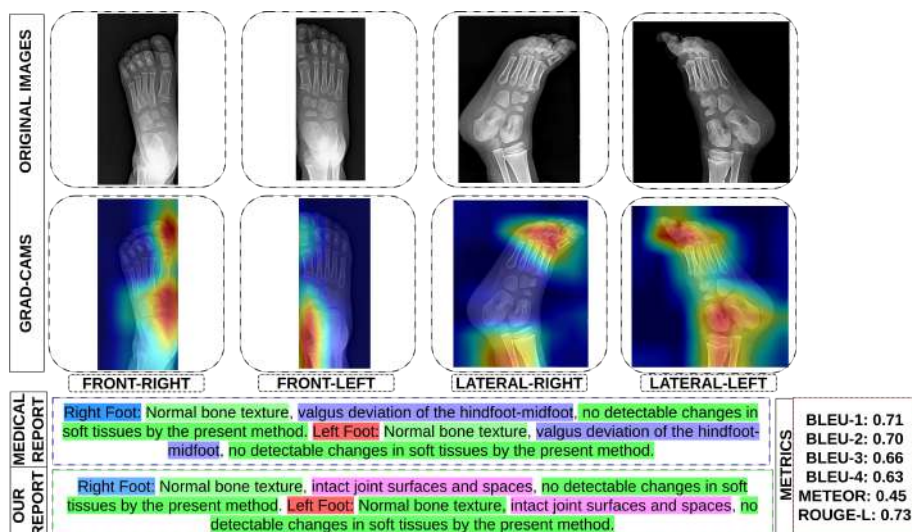 ORIGINAL IMAGES
GRAD-CAMS
FRONT-RIGHT
FRONT-LEFT
LATERAL-RIGHT
LATERAL-LEFT
MEDICAL
REPORT
Right Foot: Normal bone texture, valgus deviation of the hindfoot-midfoot, no detectable changes in
soft tissues by the present method. Left Foot: Normal bone texture, valgus deviation of the hindfoot-
midfoot, no detectable changes in soft tissues by the present method.
OUR
REPORT
Right Foot: Normal bone texture, intact joint surfaces and spaces, no detectable changes in soft
tissues by the present method. Left Foot: Normal bone texture, intact joint surfaces and spaces, no
detectable changes in soft tissues by the present method.
METRICS
BLEU-1: 0.71
BLEU-2: 0.70
BLEU-3: 0.66
BLEU-4: 0.63
METEOR: 0.45
ROUGE-L: 0.73